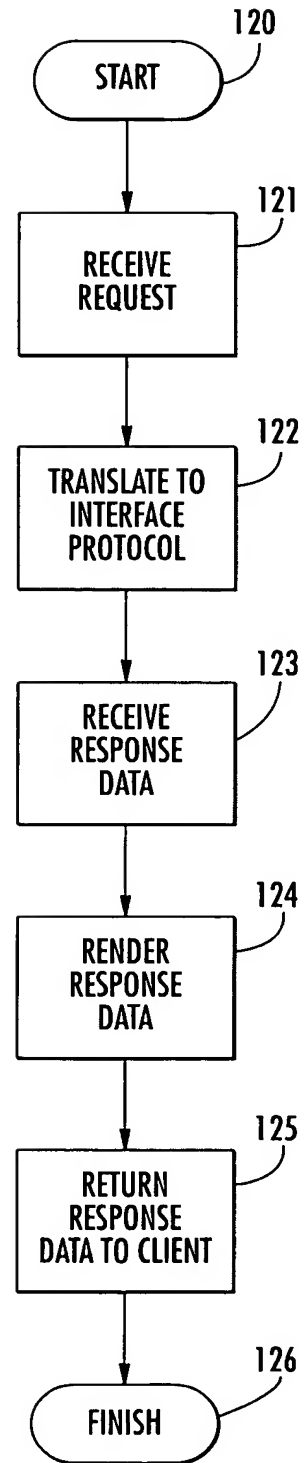 120
START
121
RECEIVE
REQUEST
122
TRANSLATE TO
INTERFACE
PROTOCOL
123
RECEIVE
RESPONSE
DATA
124
RENDER
RESPONSE
DATA
125
RETURN
RESPONSE
DATA TO CLIENT
126
FINISH